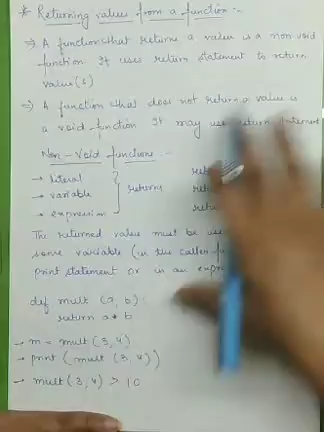 * Returning values from a function :-
⇒ A function that returns a value is a non-void
function It uses return statement to return
value(s)
⇒ A function that does not return a value is
a void function It may use return statement
Non-Void function :-
→ literal
→ variable } returns
→ expression
The returned value must be
some variable (in the caller
print statement or in an
def mult (a, b) :
return a * b
→ m = mult (3, 4)
→ print (mult (3, 4))
→ mult (3, 4) > 10